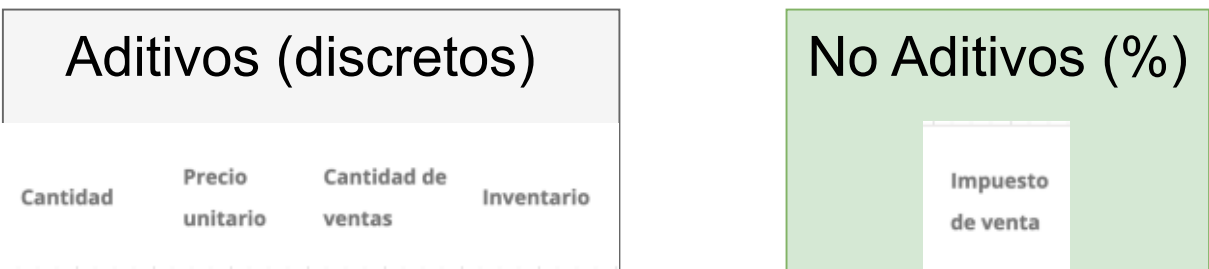 Aditivos (discretos)
No Aditivos (%)
Cantidad
Precio
unitario
Cantidad de
ventas
Inventario
Impuesto
de venta